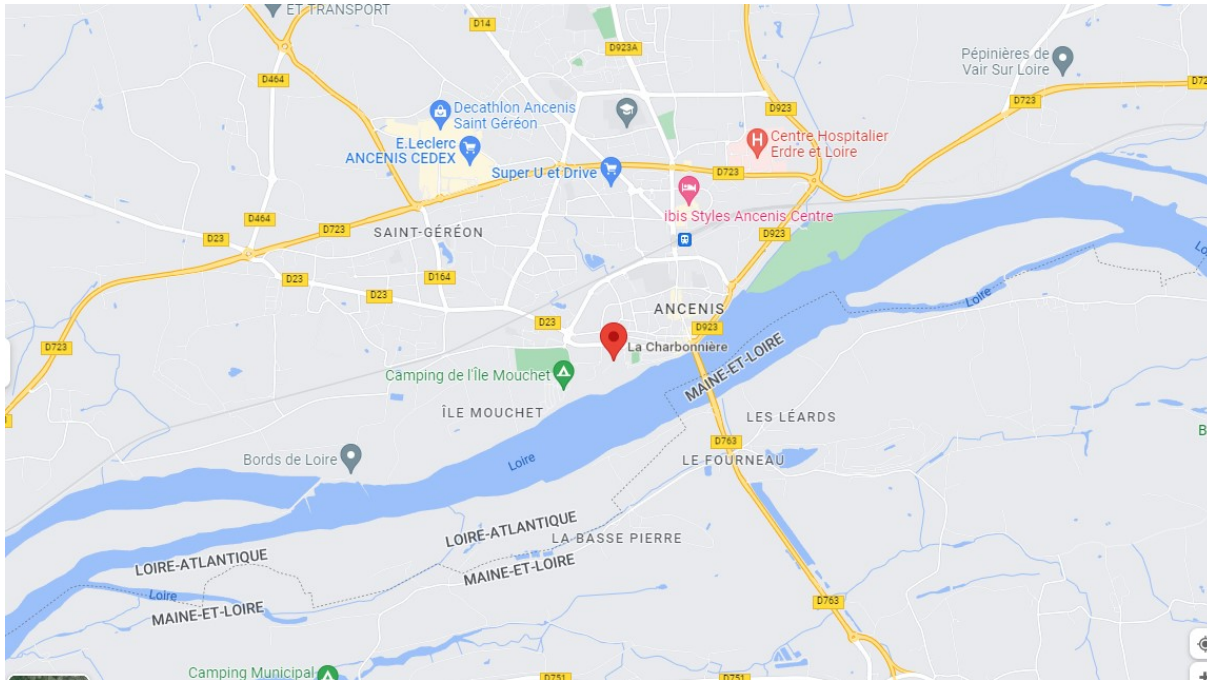 ET TRANSPORT
D14
D923A
Pépinières de
Vair Sur Loire
D464
D723
D923
D723
Decathlon Ancenis
Saint Géréon
E.Leclerc
ANCENIS CEDEX
Centre Hospitalier
Erdre et Loire
Super U et Drive
D723
ibis Styles Ancenis Centre
D464
D723
SAINT-GÉRÉON
D23
D923
D23
D164
D23
Loire
ANCENIS
D23
D923
La Charbonnière
D723
Camping de l'Île Mouchet
MAINE-ET-LOIRE
ÎLE MOUCHET
LES LÉARDS
D763
Bords de Loire
Loire
LE FOURNEAU
LOIRE-ATLANTIQUE
LA BASSE PIERRE
LOIRE-ATLANTIQUE
MAINE-ET-LOIRE
Loire
MAINE-ET-LOIRE
D763
Camping Municipal
D751
D751